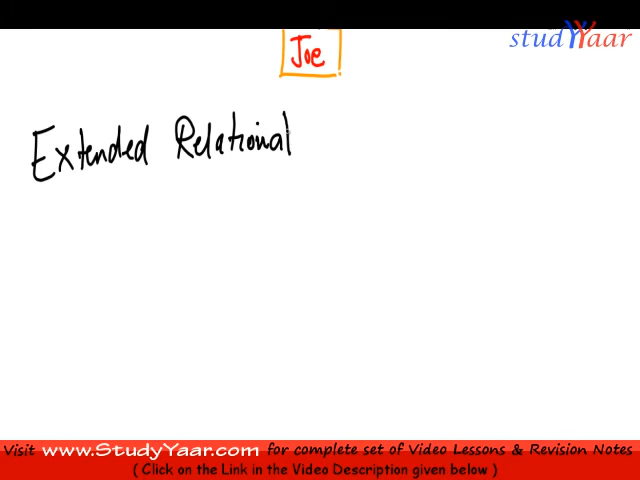 studYYaar
Joe
Extended Relational
Visit www.StudyYaar.com for complete set of Video Lessons & Revision Notes
( Click on the Link in the Video Description given below )